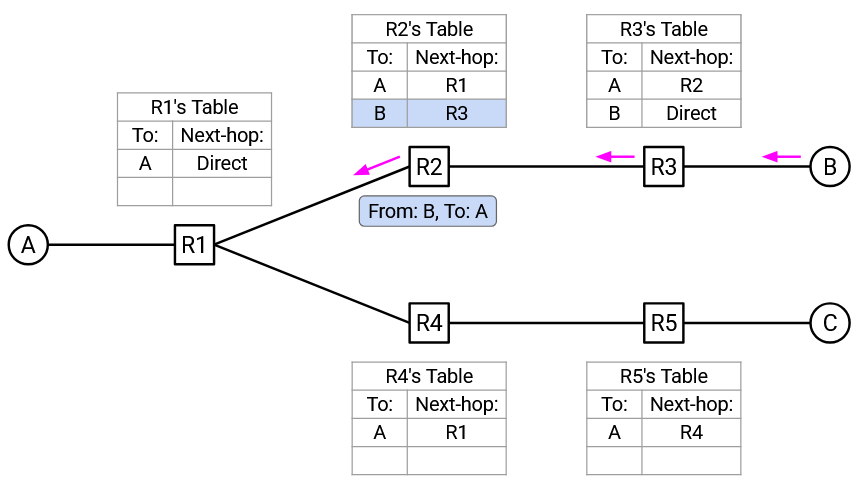 R2's Table
To: Next-hop:
A R1
B R3
R3's Table
To: Next-hop:
A R2
B Direct
R1's Table
To: Next-hop:
A Direct
R2
R3
B
From: B, To: A
A
R1
R4
R5
C
R4's Table
To: Next-hop:
A R1
R5's Table
To: Next-hop:
A R4